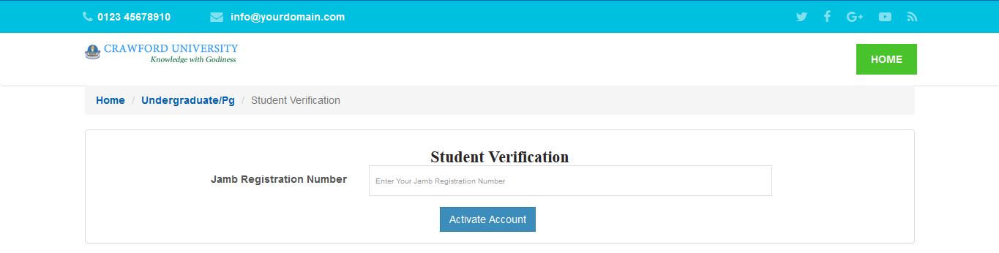 0123 45678910 info@yourdomain.com
CRAWFORD UNIVERSITY
Knowledge with Godiness
HOME
Home / Undergraduate/Pg / Student Verification
Student Verification
Jamb Registration Number Enter Your Jamb Registration Number
Activate Account